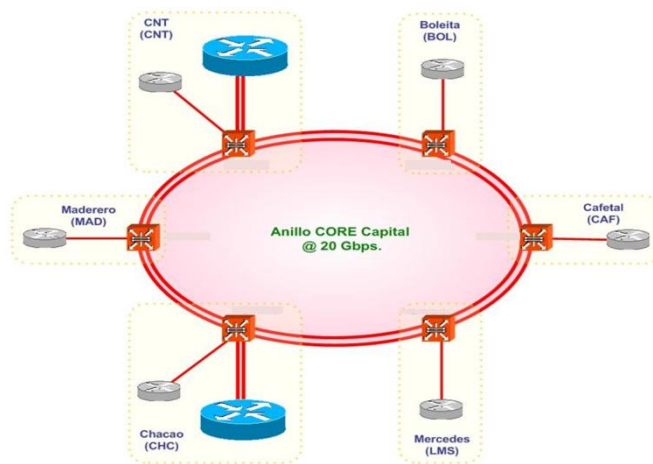 CNT
(CNT)
Boleita
(BOL)
Maderero
(MAD)
Anillo CORE Capital
@ 20 Gbps.
Cafetal
(CAF)
Chacao
(CHC)
Mercedes
(LMS)